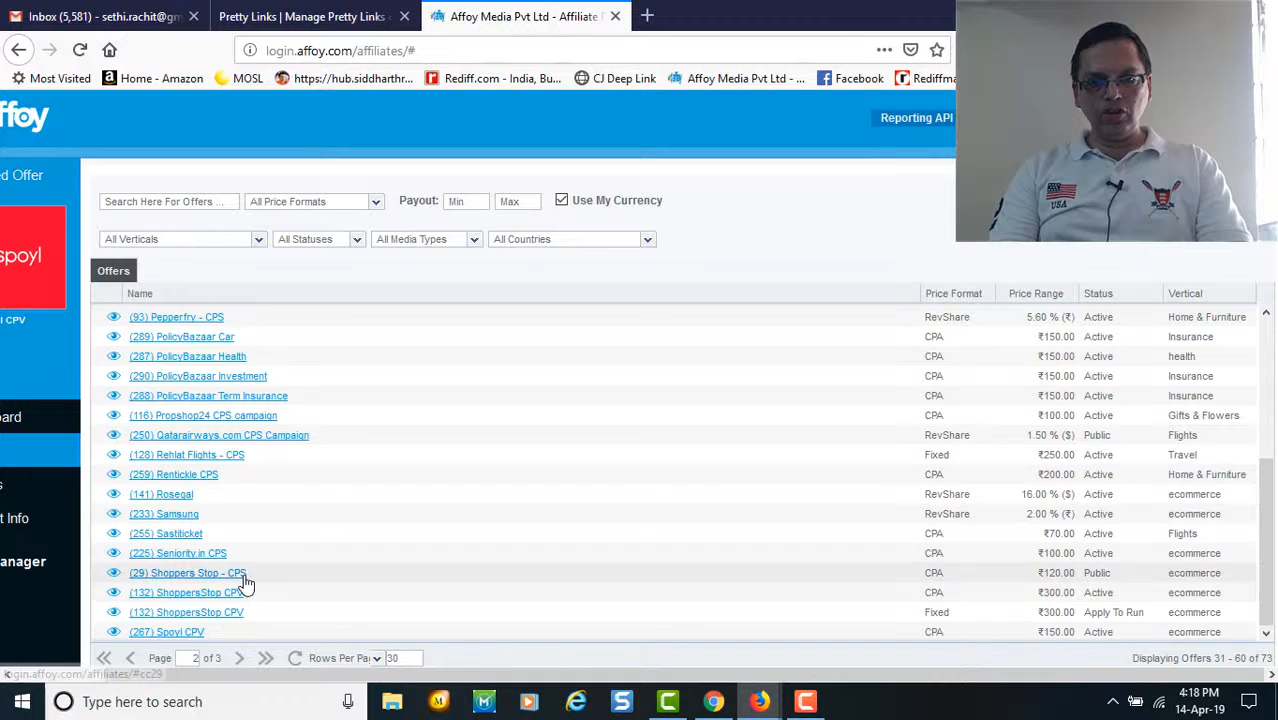 Inbox (5,581) - sethi.rachit@gm
Pretty Links | Manage Pretty Links
Affoy Media Pvt Ltd - Affiliate
login.affoy.com/affiliates/#
Most Visited
Home - Amazon
MOSL
https://hub.siddharthr...
Rediff.com - India, Bu...
CJ Deep Link
Affoy Media Pvt Ltd - ...
Facebook
Rediffma
ffoy
Reporting API
ed Offer
Search Here For Offers ...
All Price Formats
Payout:
Min
Max
Use My Currency
All Verticals
All Statuses
All Media Types
All Countries
spoyl
Offers
Name Price Format Price Range Status Vertical
(93) Pepperfry - CPS RevShare 5.60 % (₹) Active Home & Furniture
(289) PolicyBazaar Car CPA ₹150.00 Active Insurance
(287) PolicyBazaar Health CPA ₹150.00 Active health
(290) PolicyBazaar Investment CPA ₹150.00 Active Insurance
(288) PolicyBazaar Term Insurance CPA ₹150.00 Active Insurance
(116) Propshop24 CPS campaign CPA ₹100.00 Active Gifts & Flowers
(250) Qatarairways.com CPS Campaign RevShare 1.50 % ($) Public Flights
(128) Rehlat Flights - CPS Fixed ₹250.00 Active Travel
(259) Rentickle CPS CPA ₹200.00 Active Home & Furniture
(141) Rosegal RevShare 16.00 % ($) Active ecommerce
(233) Samsung RevShare 2.00 % (₹) Active ecommerce
(255) Sastiticket CPA ₹70.00 Active Flights
(225) Seniority.in CPS CPA ₹100.00 Active ecommerce
(29) Shoppers Stop - CPS CPA ₹120.00 Public ecommerce
(132) ShoppersStop CPV CPA ₹300.00 Active ecommerce
(132) ShoppersStop CPV Fixed ₹300.00 Apply To Run ecommerce
(267) Spoyl CPV CPA ₹150.00 Active ecommerce
l CPV
ard
s
t Info
anager
Page 2 of 3
Rows Per Pa 30
Displaying Offers 31 - 60 of 73
login.affoy.com/affiliates/#cc29
Type here to search
4:18 PM
14-Apr-19
USA